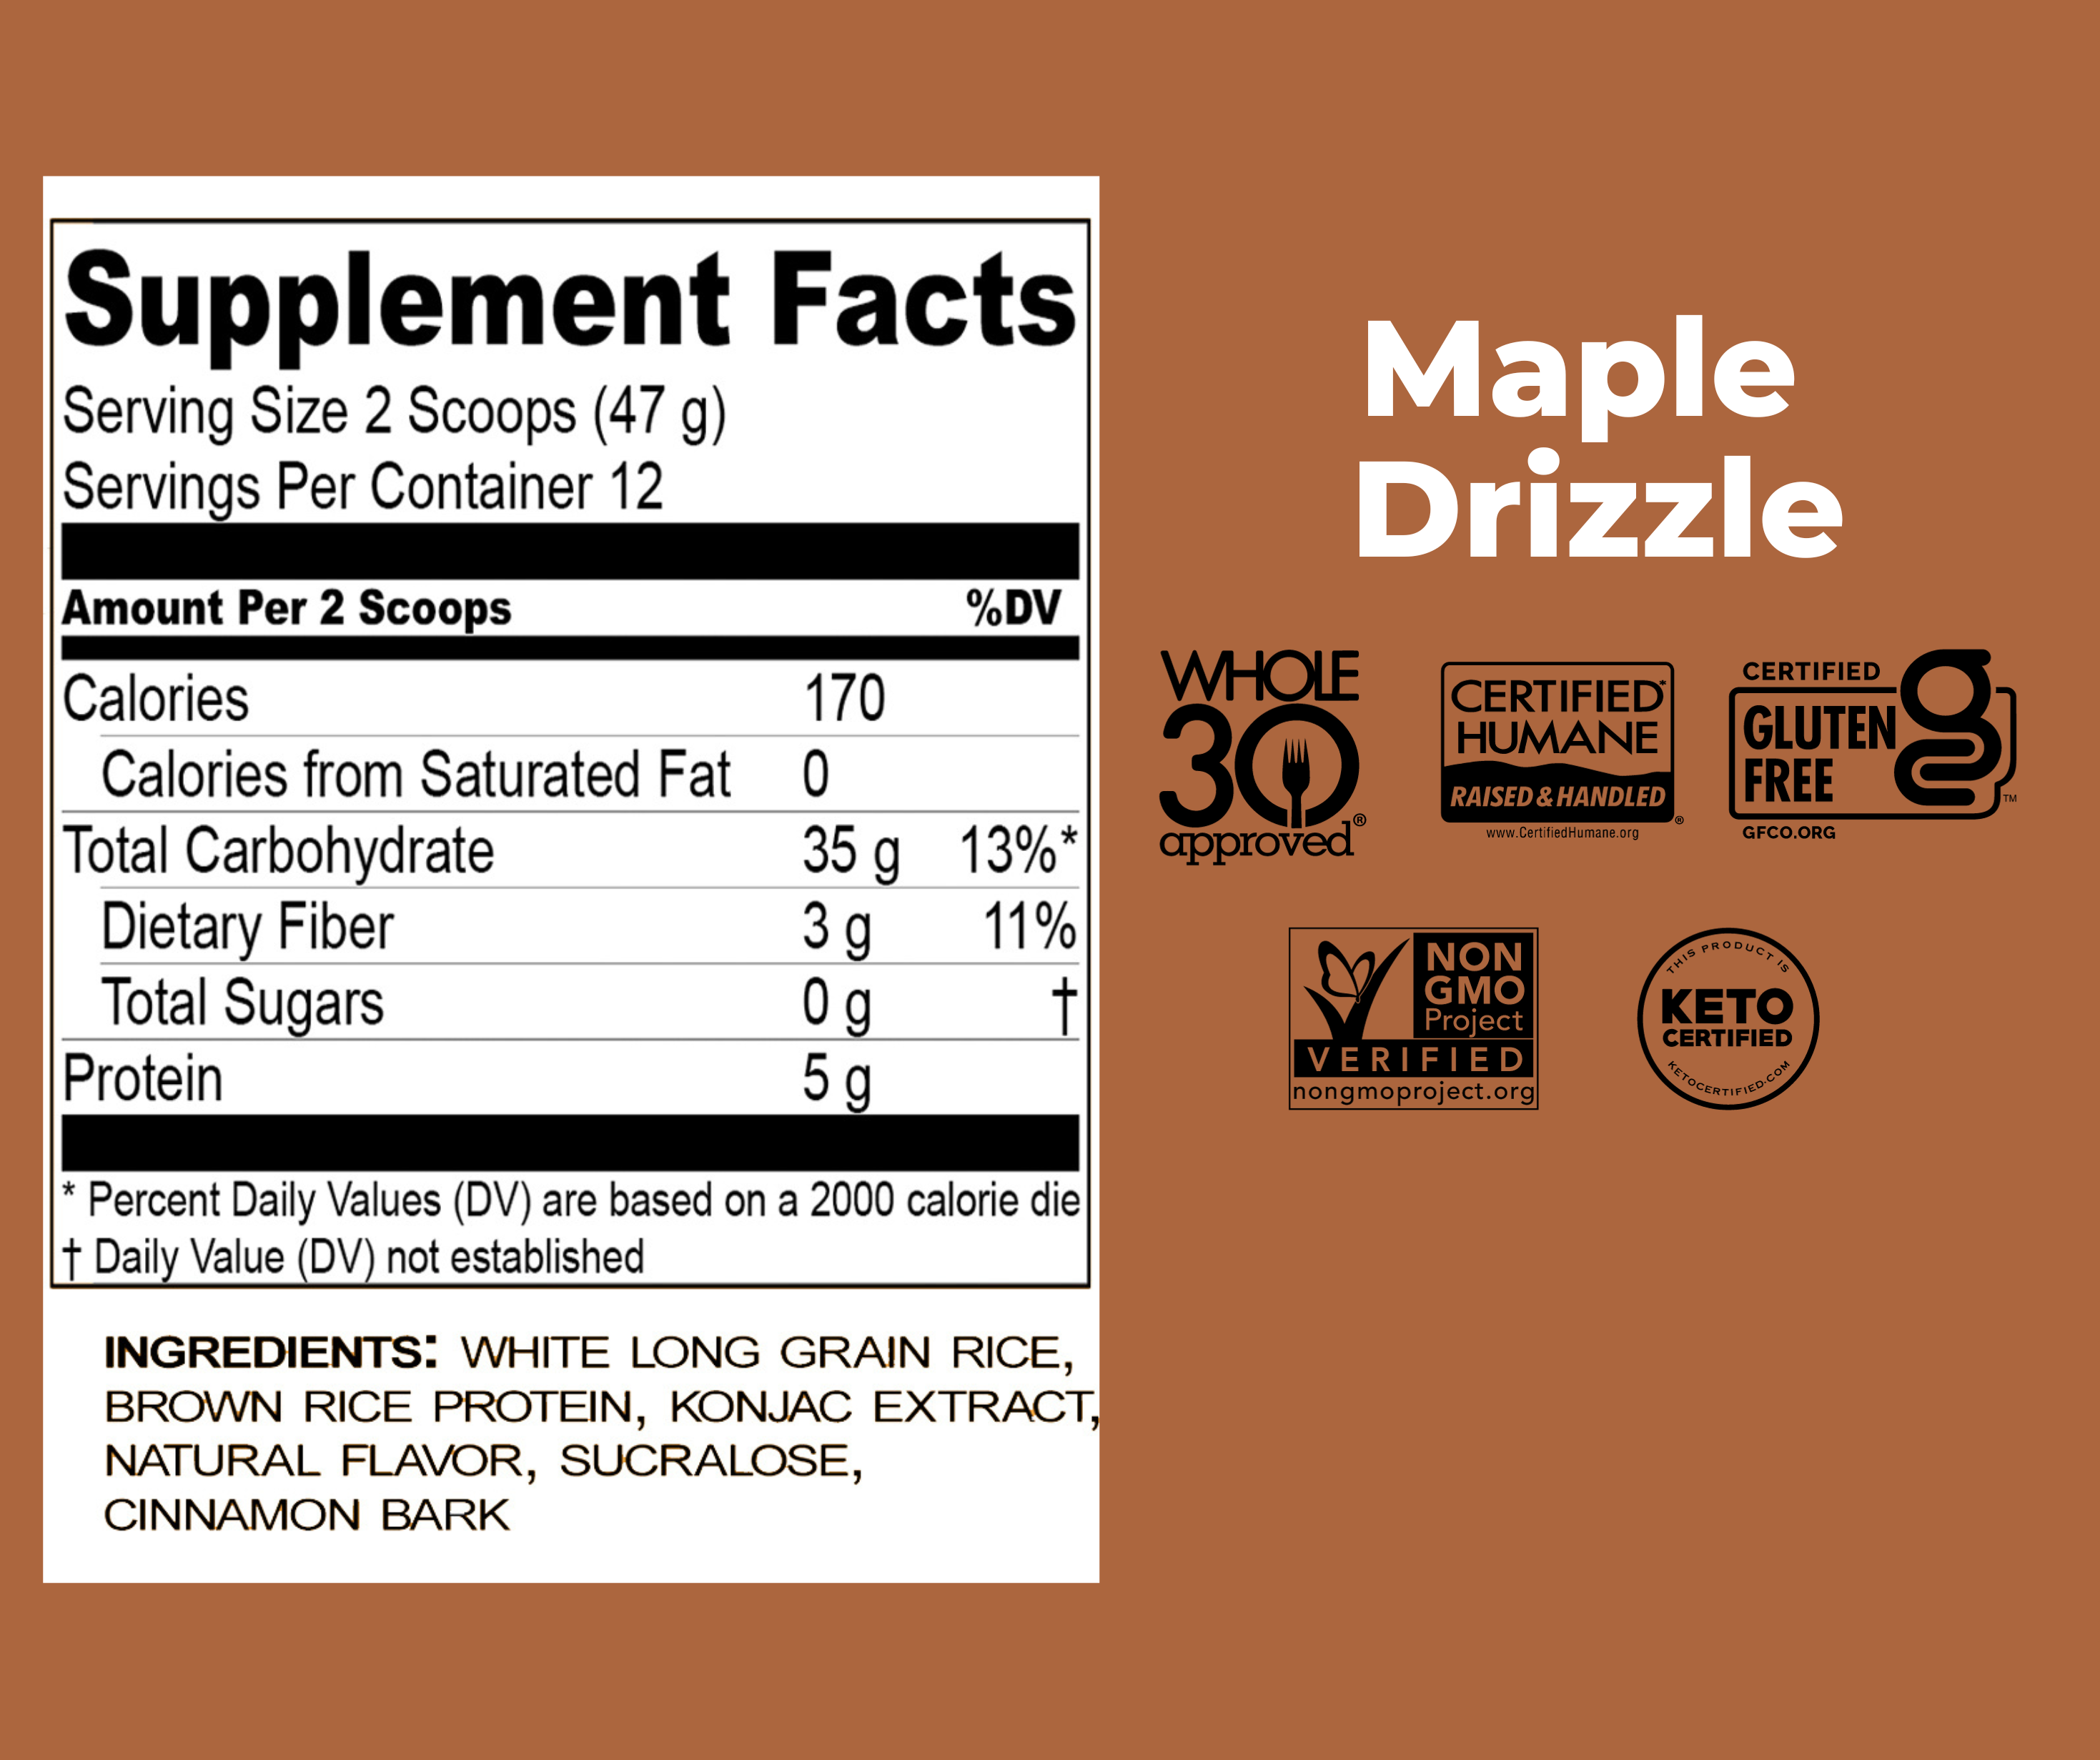 Supplement Facts
Serving Size 2 Scoops (47 g)
Servings Per Container 12
Amount Per 2 Scoops %DV
Calories 170
Calories from Saturated Fat 0
Total Carbohydrate 35 g 13%*
Dietary Fiber 3 g 11%
Total Sugars 0 g †
Protein 5 g
* Percent Daily Values (DV) are based on a 2000 calorie die
† Daily Value (DV) not established
INGREDIENTS: WHITE LONG GRAIN RICE,
BROWN RICE PROTEIN, KONJAC EXTRACT,
NATURAL FLAVOR, SUCRALOSE,
CINNAMON BARK
Maple
Drizzle
WHOLE
30
approved®
CERTIFIED*
HUMANE
RAISED & HANDLED®
www.CertifiedHumane.org
CERTIFIED
GLUTEN
FREE
g™
GFCO.ORG
NON
GMO
Project
VERIFIED
nongmoproject.org
THIS PRODUCT IS
KETO
CERTIFIED
KETOCERTIFIED.COM